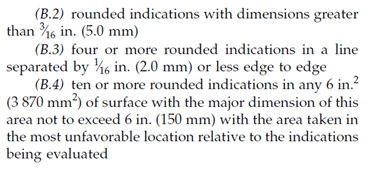 (B.2) rounded indications with dimensions greater
than 3⁄16 in. (5.0 mm)
(B.3) four or more rounded indications in a line
separated by 1⁄16 in. (2.0 mm) or less edge to edge
(B.4) ten or more rounded indications in any 6 in.²
(3 870 mm²) of surface with the major dimension of this
area not to exceed 6 in. (150 mm) with the area taken in
the most unfavorable location relative to the indications
being evaluated